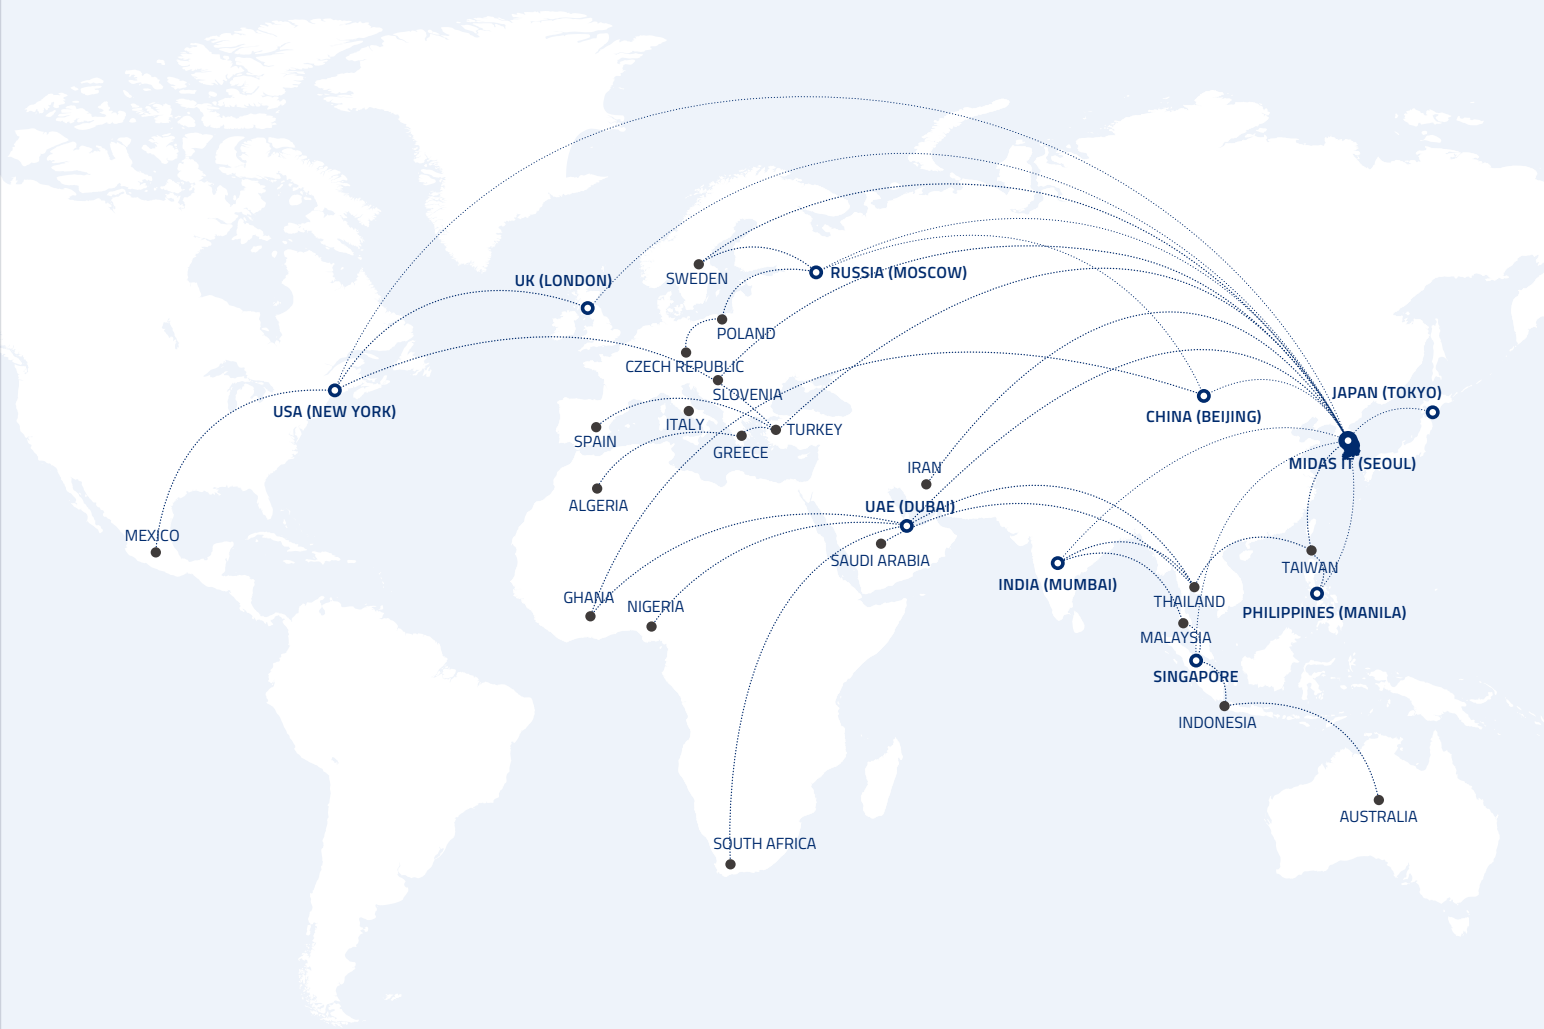 SWEDEN
RUSSIA (MOSCOW)
UK (LONDON)
POLAND
CZECH REPUBLIC
SLOVENIA
USA (NEW YORK)
JAPAN (TOKYO)
CHINA (BEIJING)
ITALY
TURKEY
SPAIN
GREECE
MIDAS IT (SEOUL)
IRAN
ALGERIA
UAE (DUBAI)
MEXICO
SAUDI ARABIA
TAIWAN
INDIA (MUMBAI)
GHANA
NIGERIA
THAILAND
PHILIPPINES (MANILA)
MALAYSIA
SINGAPORE
INDONESIA
AUSTRALIA
SOUTH AFRICA